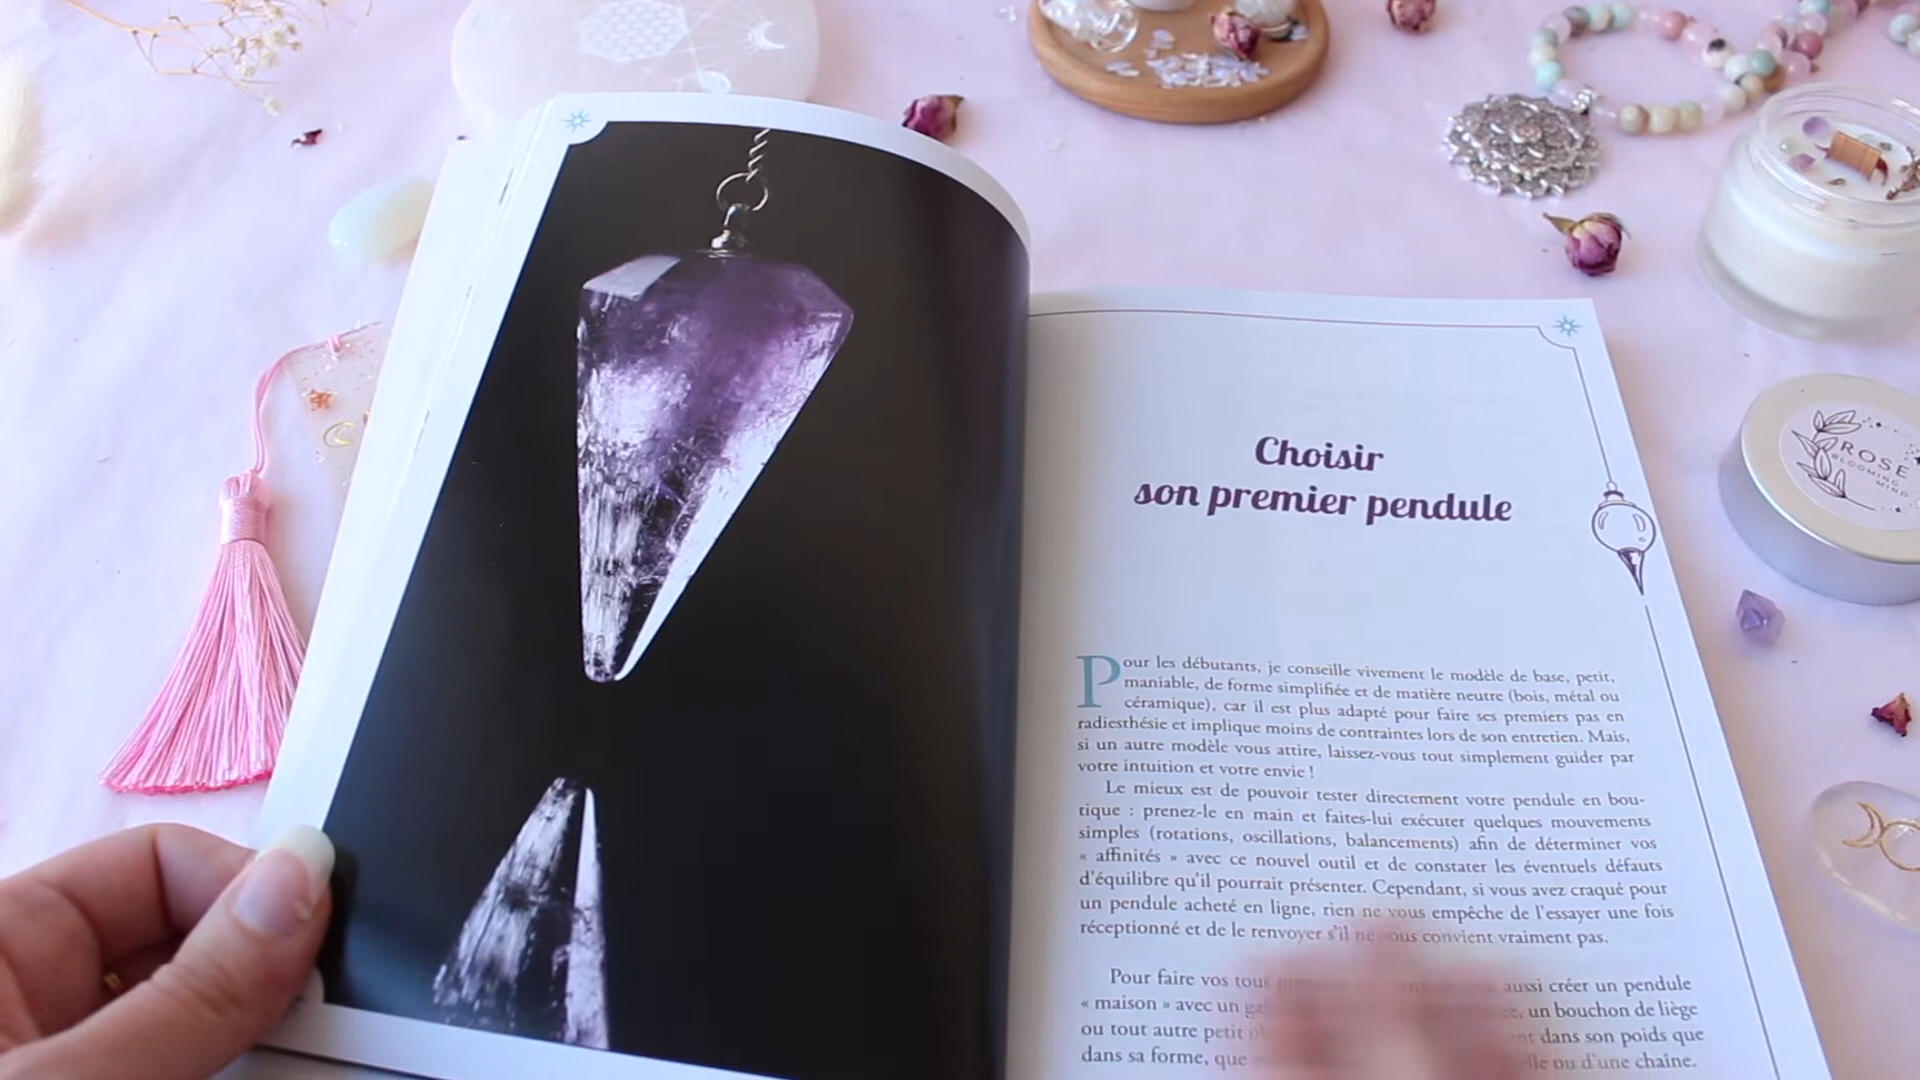 Choisir
son premier pendule
Pour les débutants, je conseille vivement le modèle de base, petit,
maniable, de forme simplifiée et de matière neutre (bois, métal ou
céramique), car il est plus adapté pour faire ses premiers pas en
radiesthésie et implique moins de contraintes lors de son entretien. Mais,
si un autre modèle vous attire, laissez-vous tout simplement guider par
votre intuition et votre envie !
Le mieux est de pouvoir tester directement votre pendule en bou-
tique : prenez-le en main et faites-lui exécuter quelques mouvements
simples (rotations, oscillations, balancements) afin de déterminer vos
« affinités » avec ce nouvel outil et de constater les éventuels défauts
d'équilibre qu'il pourrait présenter. Cependant, si vous avez craqué pour
un pendule acheté en ligne, rien ne vous empêche de l'essayer une fois
réceptionné et de le renvoyer s'il ne vous convient vraiment pas.
Pour faire vos aussi créer un pendule
« maison » avec un un bouchon de liège
ou tout autre petit dans son poids que
dans sa forme, que ou d'une chaîne.
ROSE
BLOOMING
MIND